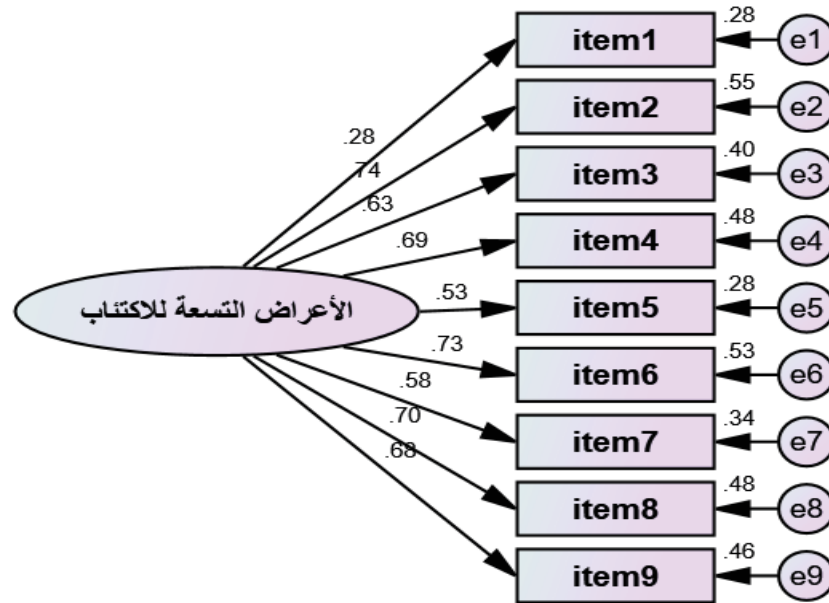 .28
item1
e1
.55
item2
e2
.28
.40
.74
item3
e3
.63
.48
.69
item4
e4
الأعراض التسعة للاكتئاب
.53
.28
item5
e5
.73
.53
item6
e6
.58
.34
.70
item7
e7
.68
.48
item8
e8
.46
item9
e9